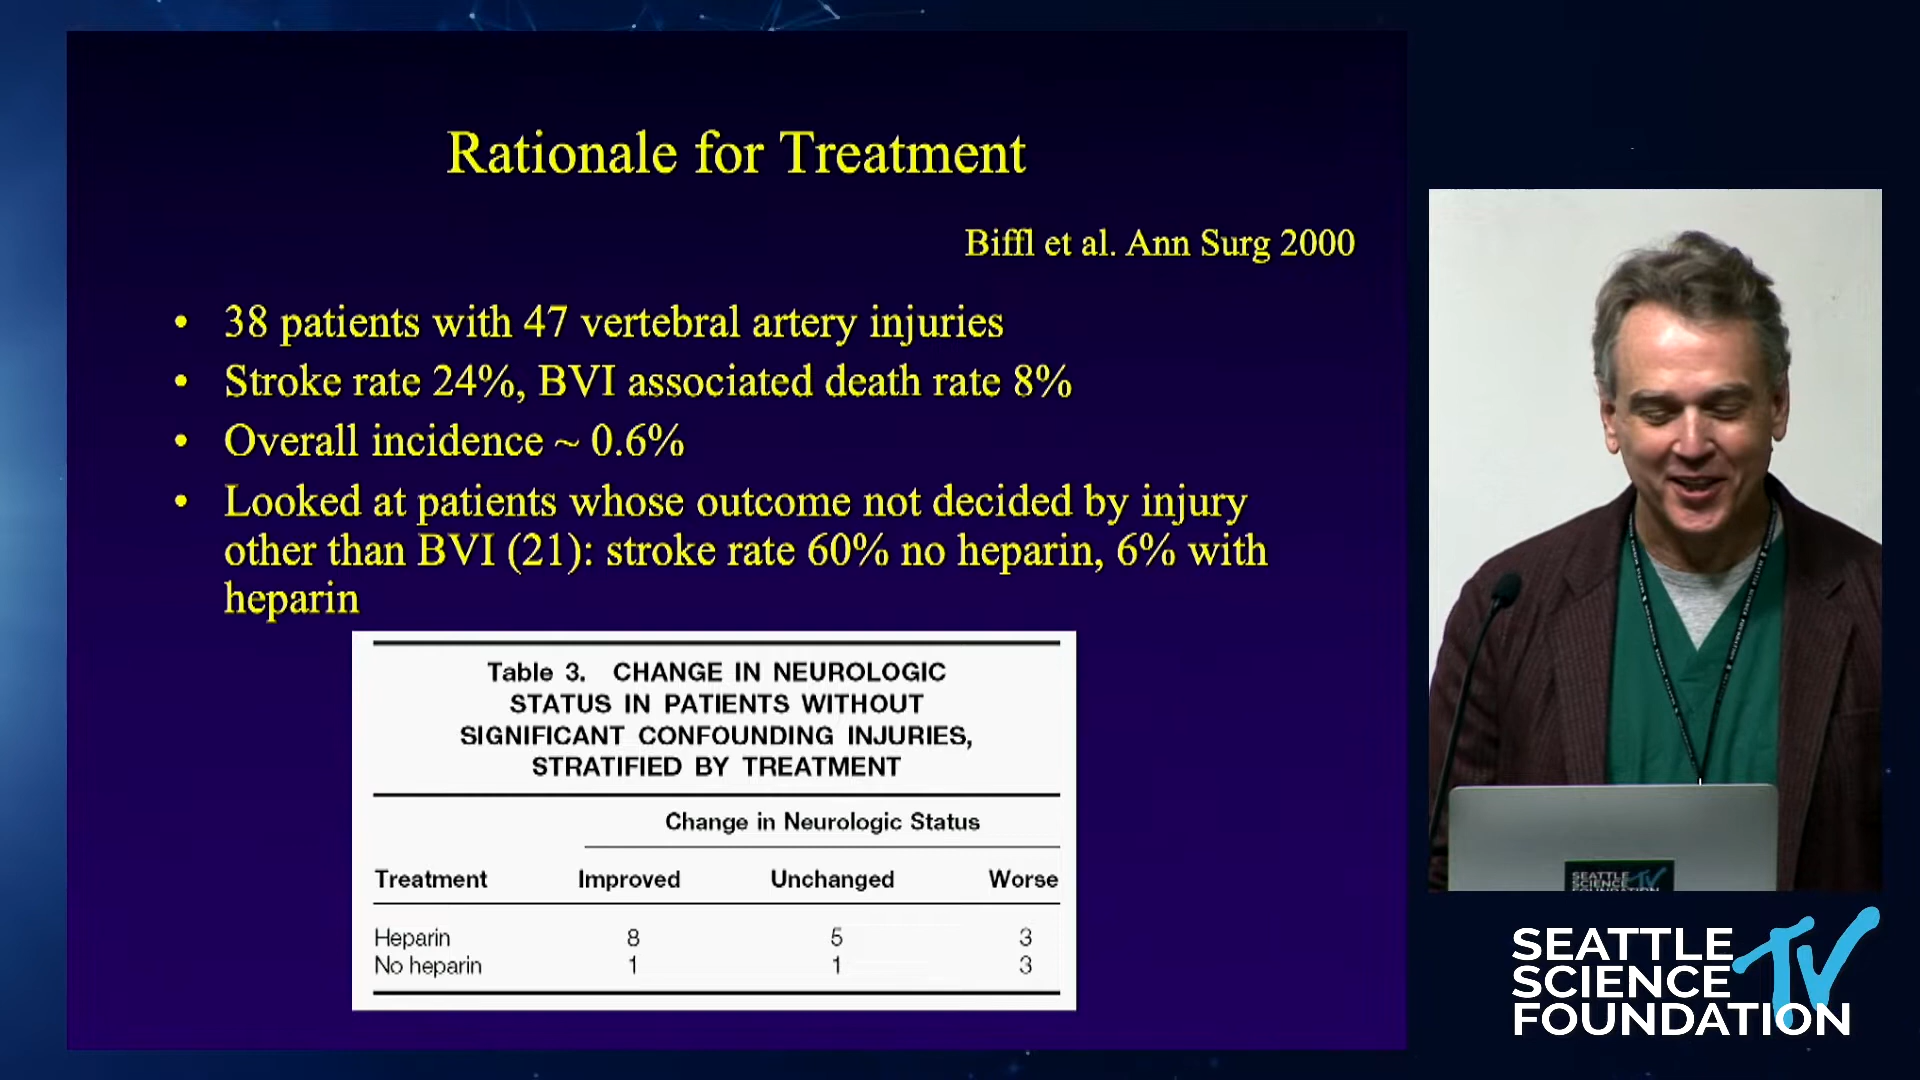 Rationale for Treatment
Biffl et al. Ann Surg 2000
• 38 patients with 47 vertebral artery injuries
• Stroke rate 24%, BVI associated death rate 8%
• Overall incidence ~ 0.6%
• Looked at patients whose outcome not decided by injury
other than BVI (21): stroke rate 60% no heparin, 6% with
heparin
Table 3. CHANGE IN NEUROLOGIC
STATUS IN PATIENTS WITHOUT
SIGNIFICANT CONFOUNDING INJURIES,
STRATIFIED BY TREATMENT
Change in Neurologic Status
Treatment Improved Unchanged Worse
Heparin 8 5 3
No heparin 1 1 3
SEATTLE
SCIENCE TV
FOUNDATION
SEATTLE
SCIENCE TV
FOUNDATION